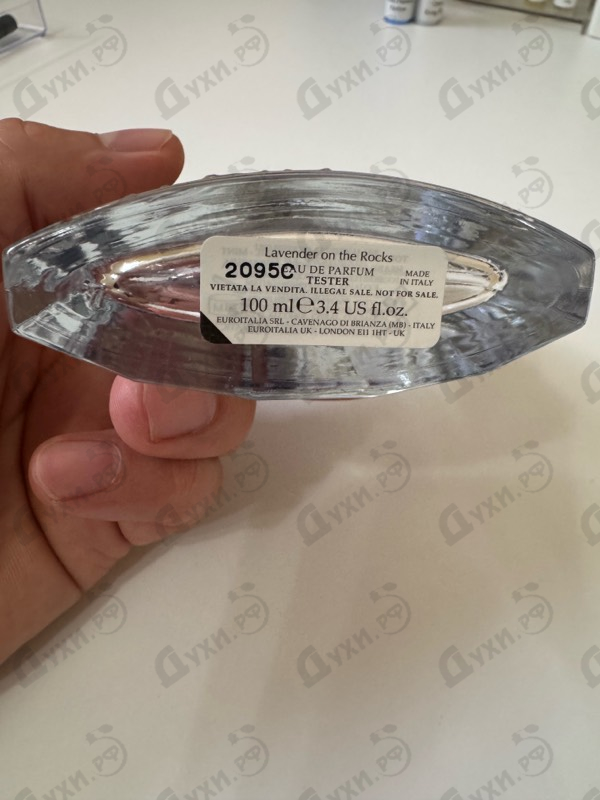 Lavender on the Rocks
2095C EAU DE PARFUM MADE
TESTER IN ITALY
VIETATA LA VENDITA. ILLEGAL SALE. NOT FOR SALE.
100 ml ℮ 3.4 US fl.oz.
EUROITALIA SRL - CAVENAGO DI BRIANZA (MB) - ITALY
EUROITALIA UK - LONDON E11 1HT - UK
Духи.рф